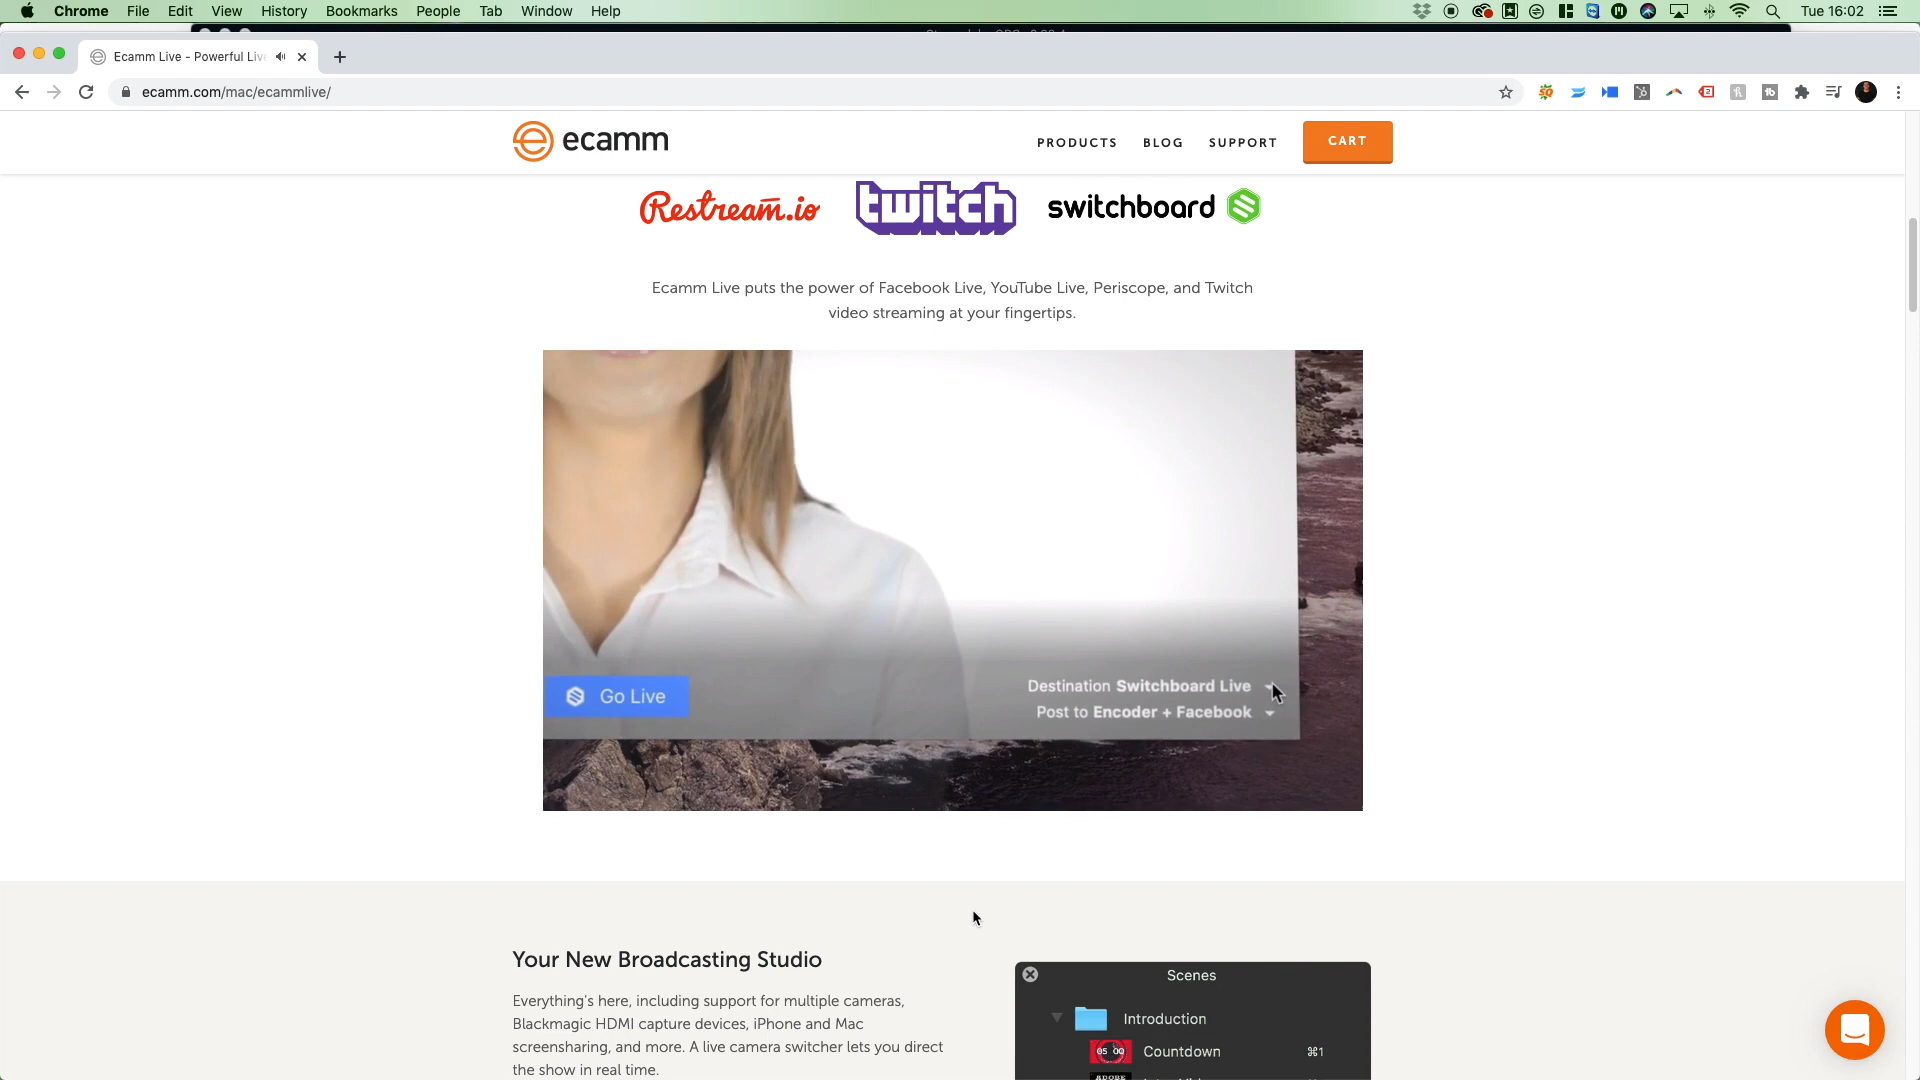 Chrome File Edit View History Bookmarks People Tab Window Help Tue 16:02
Ecamm Live - Powerful Live
ecamm.com/mac/ecammlive/
ecamm
PRODUCTS BLOG SUPPORT CART
Restream.io twitch switchboard
Ecamm Live puts the power of Facebook Live, YouTube Live, Periscope, and Twitch
video streaming at your fingertips.
Go Live
Destination Switchboard Live
Post to Encoder + Facebook
Your New Broadcasting Studio
Everything's here, including support for multiple cameras,
Blackmagic HDMI capture devices, iPhone and Mac
screensharing, and more. A live camera switcher lets you direct
the show in real time.
Scenes
Introduction
05 00 Countdown ⌘1